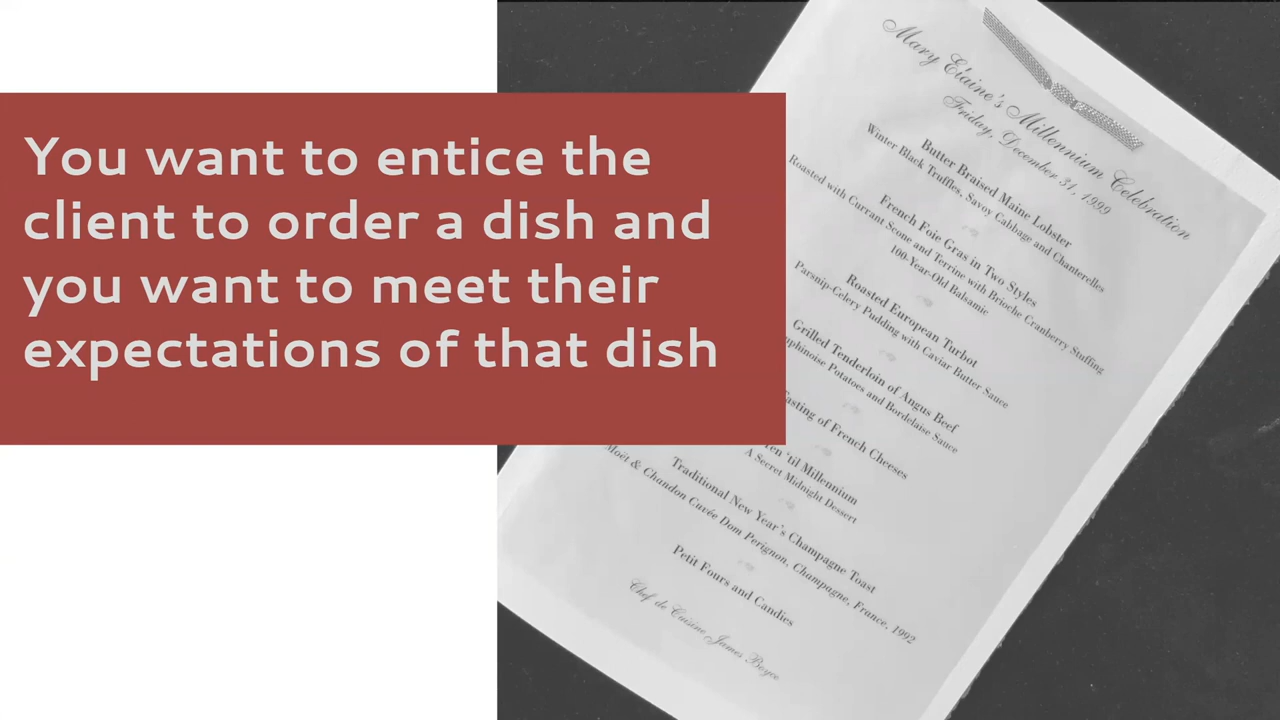 You want to entice the
client to order a dish and
you want to meet their
expectations of that dish
Mary Elaine's Millennium Celebration
Friday, December 31, 1999
Butter Braised Maine Lobster
Winter Black Truffles, Savoy Cabbage and Chanterelles
French Foie Gras in Two Styles
Roasted with Currant Scone and Terrine with Brioche Cranberry Stuffing
100-Year-Old Balsamic
Roasted European Turbot
Parsnip-Celery Pudding with Caviar Butter Sauce
Grilled Tenderloin of Angus Beef
Potatoes and Bordelaise Sauce
Tasting of French Cheeses
Ten 'til Millennium
A Secret Midnight Dessert
Traditional New Year's Champagne Toast
Moët & Chandon Cuvée Dom Perignon, Champagne, France, 1992
Petit Fours and Candies
Chef de Cuisine James Boyce